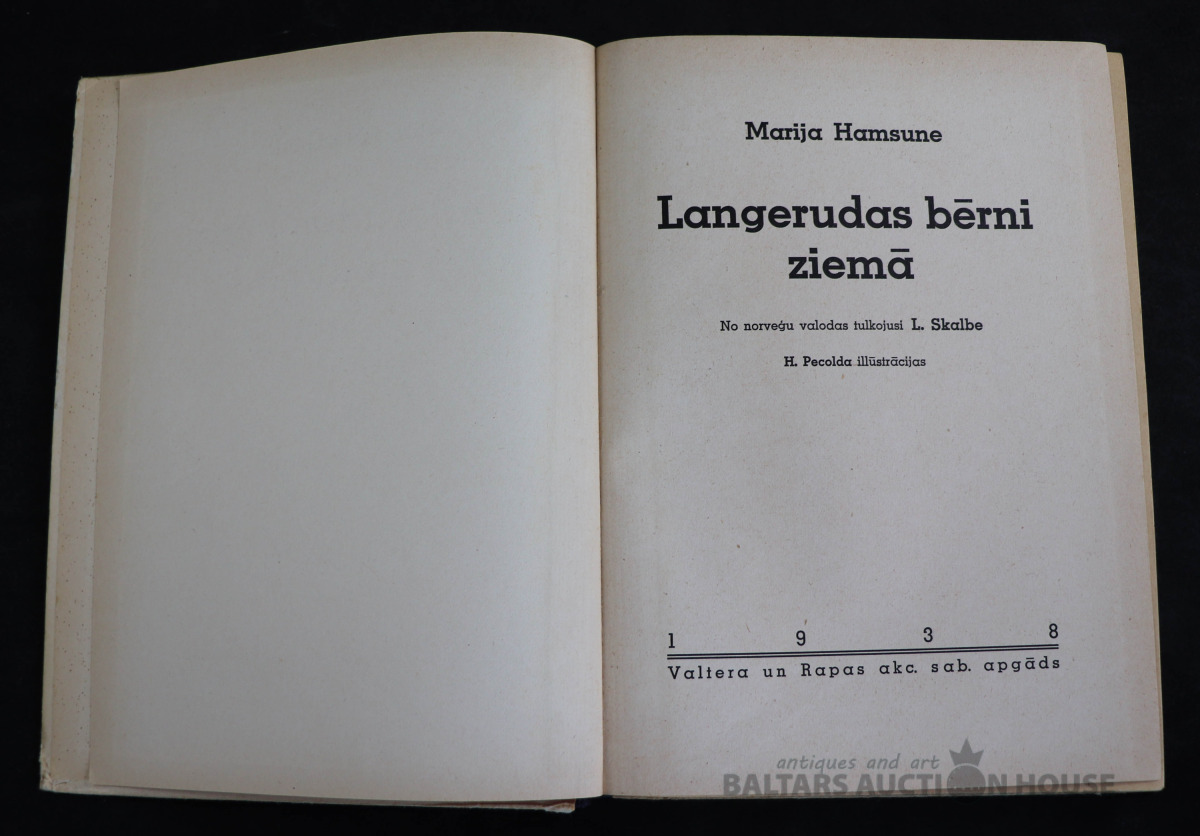 Marija Hamsune
Langerudas bērni
ziemā
No norveģu valodas tulkojusi L. Skalbe
H. Pecolda illūstrācijas
1 9 3 8
Valtera un Rapas akc. sab. apgāds
antiques and art
BALTARS AUCTION HOUSE